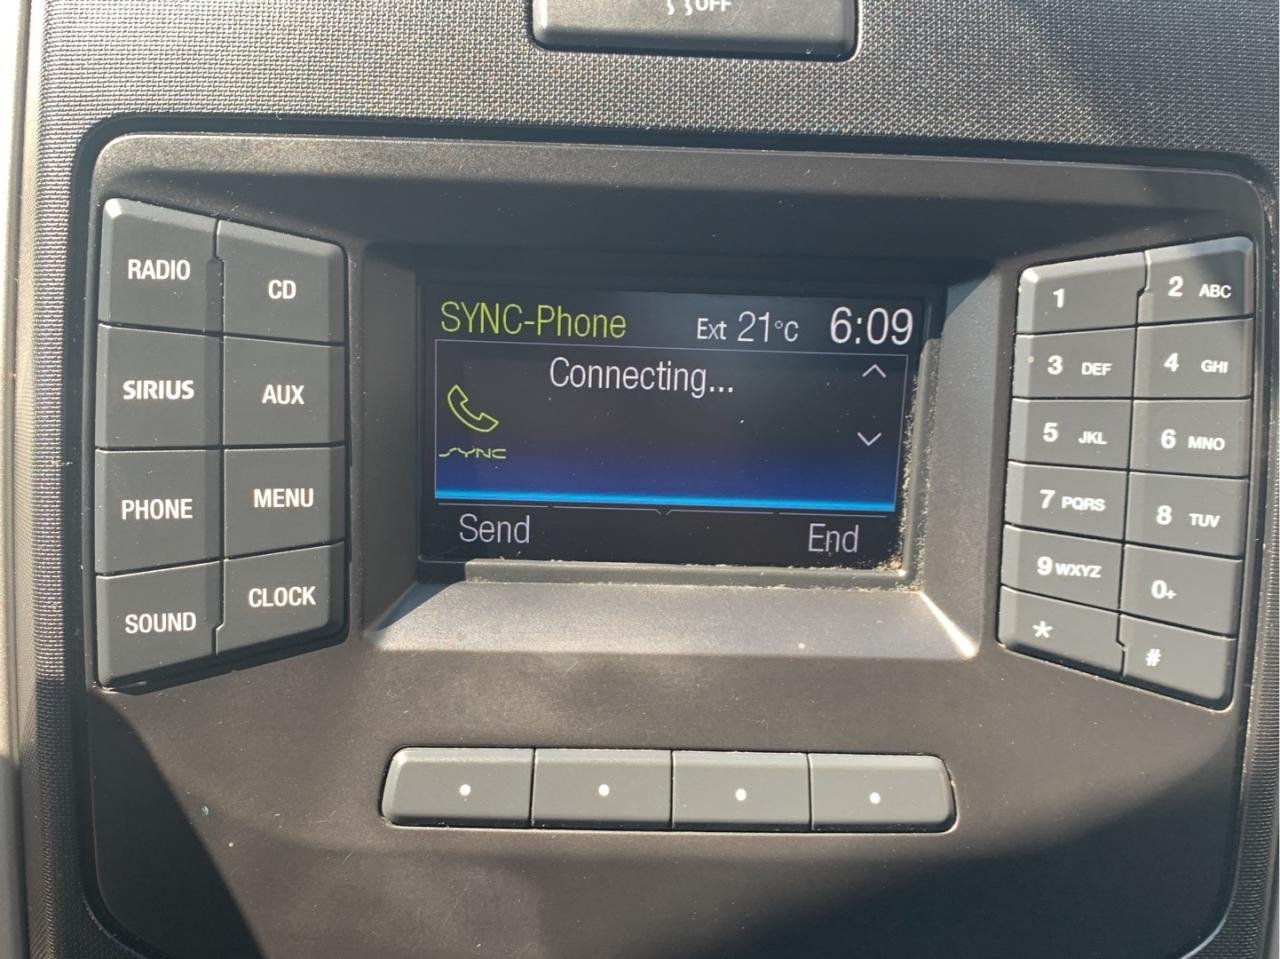 OFF
RADIO
CD
SIRIUS
AUX
PHONE
MENU
SOUND
CLOCK
SYNC-Phone Ext 21°C 6:09
Connecting...
SYNC
Send End
1
2 ABC
3 DEF
4 GHI
5 JKL
6 MNO
7 PQRS
8 TUV
9 WXYZ
0+
*
#